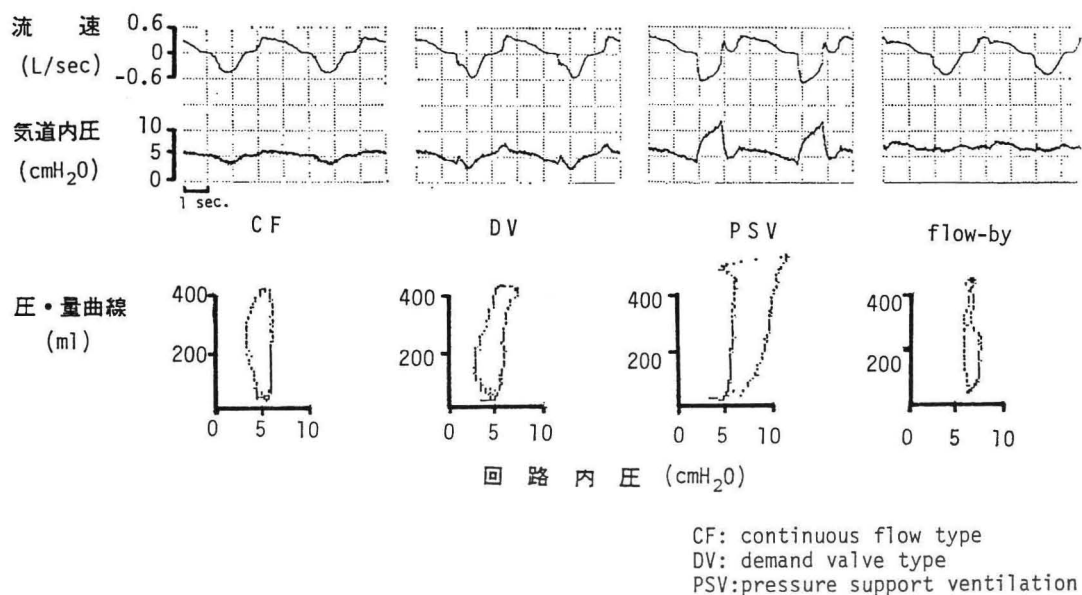 流　速
(L/sec)
0.6
0
-0.6
気道内圧
(cmH₂O)
10
5
0
1 sec.
CF
DV
PSV
flow-by
圧・量曲線
(ml)
400
200
0 5 10
400
200
0 5 10
400
200
0 5 10
400
200
0 5 10
回　路　内　圧 (cmH₂O)
CF: continuous flow type
DV: demand valve type
PSV:pressure support ventilation